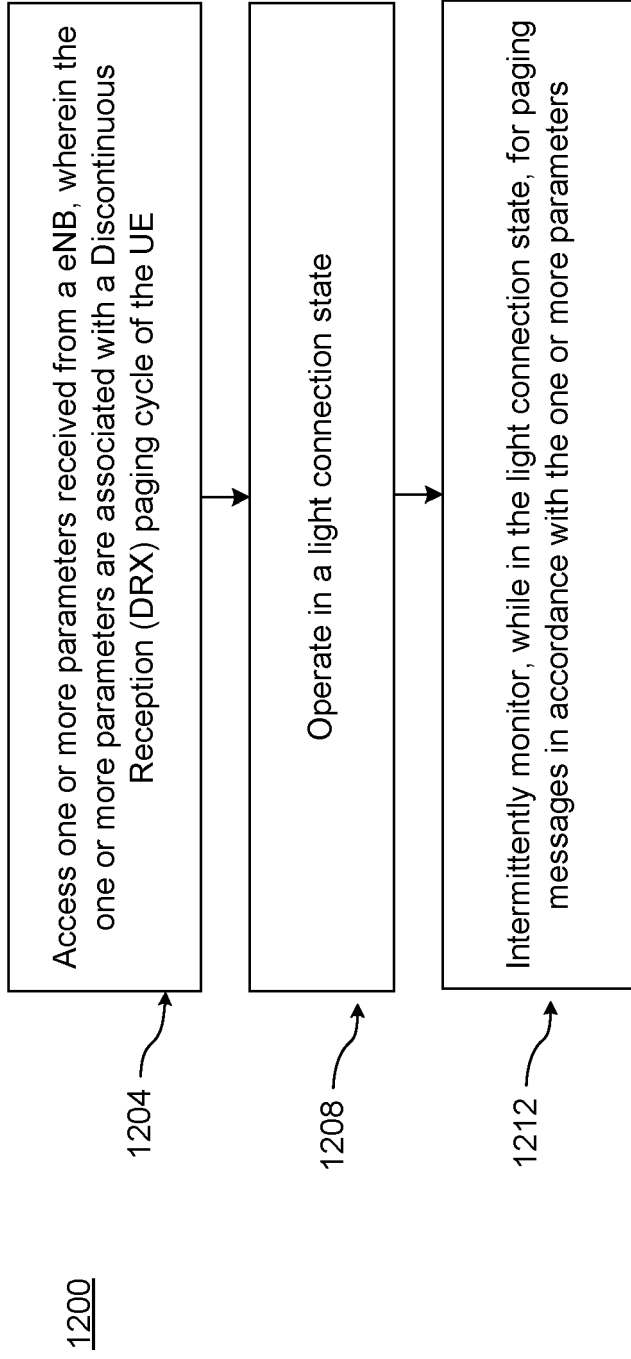 1200
1204
Access one or more parameters received from a eNB, wherein the
one or more parameters are associated with a Discontinuous
Reception (DRX) paging cycle of the UE
1208
Operate in a light connection state
1212
Intermittently monitor, while in the light connection state, for paging
messages in accordance with the one or more parameters